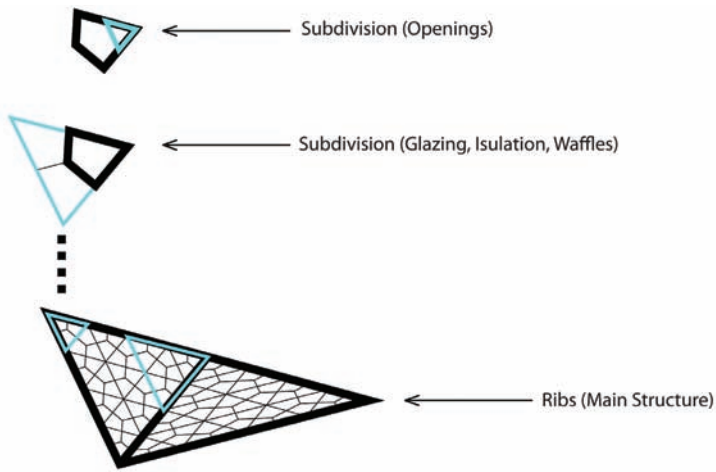 Subdivision (Openings)
Subdivision (Glazing, Isulation, Waffles)
Ribs (Main Structure)